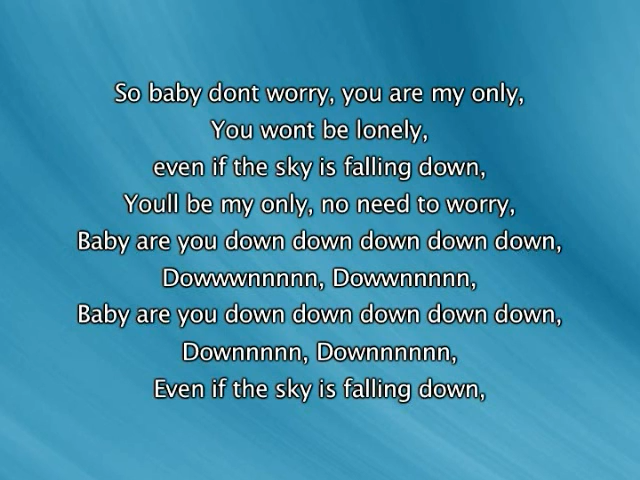 So baby dont worry, you are my only,
You wont be lonely,
even if the sky is falling down,
Youll be my only, no need to worry,
Baby are you down down down down down,
Dowwwnnnnn, Dowwnnnnn,
Baby are you down down down down down,
Downnnnn, Downnnnnn,
Even if the sky is falling down,